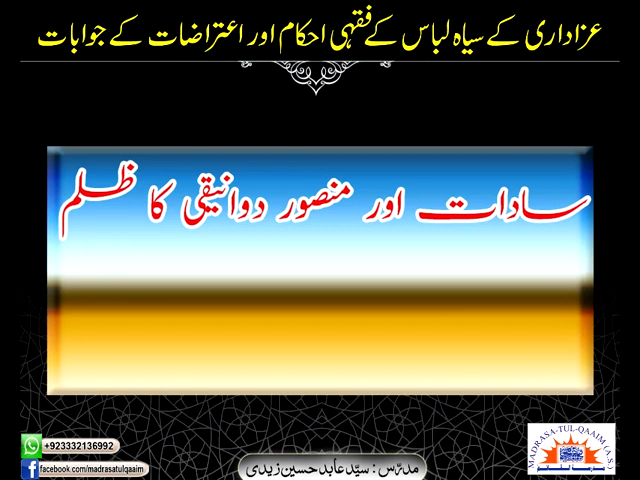 عزاداری کے سیاہ لباس کے فقہی احکام اور اعتراضات کے جوابات
سادات اور منصور دوانیقی کا ظلم
+923332136992
facebook.com/madrasatulqaaim
مدرّس : سیّد عابد حسین زیدی
MADRASA-TUL-QAAIM (A.S)